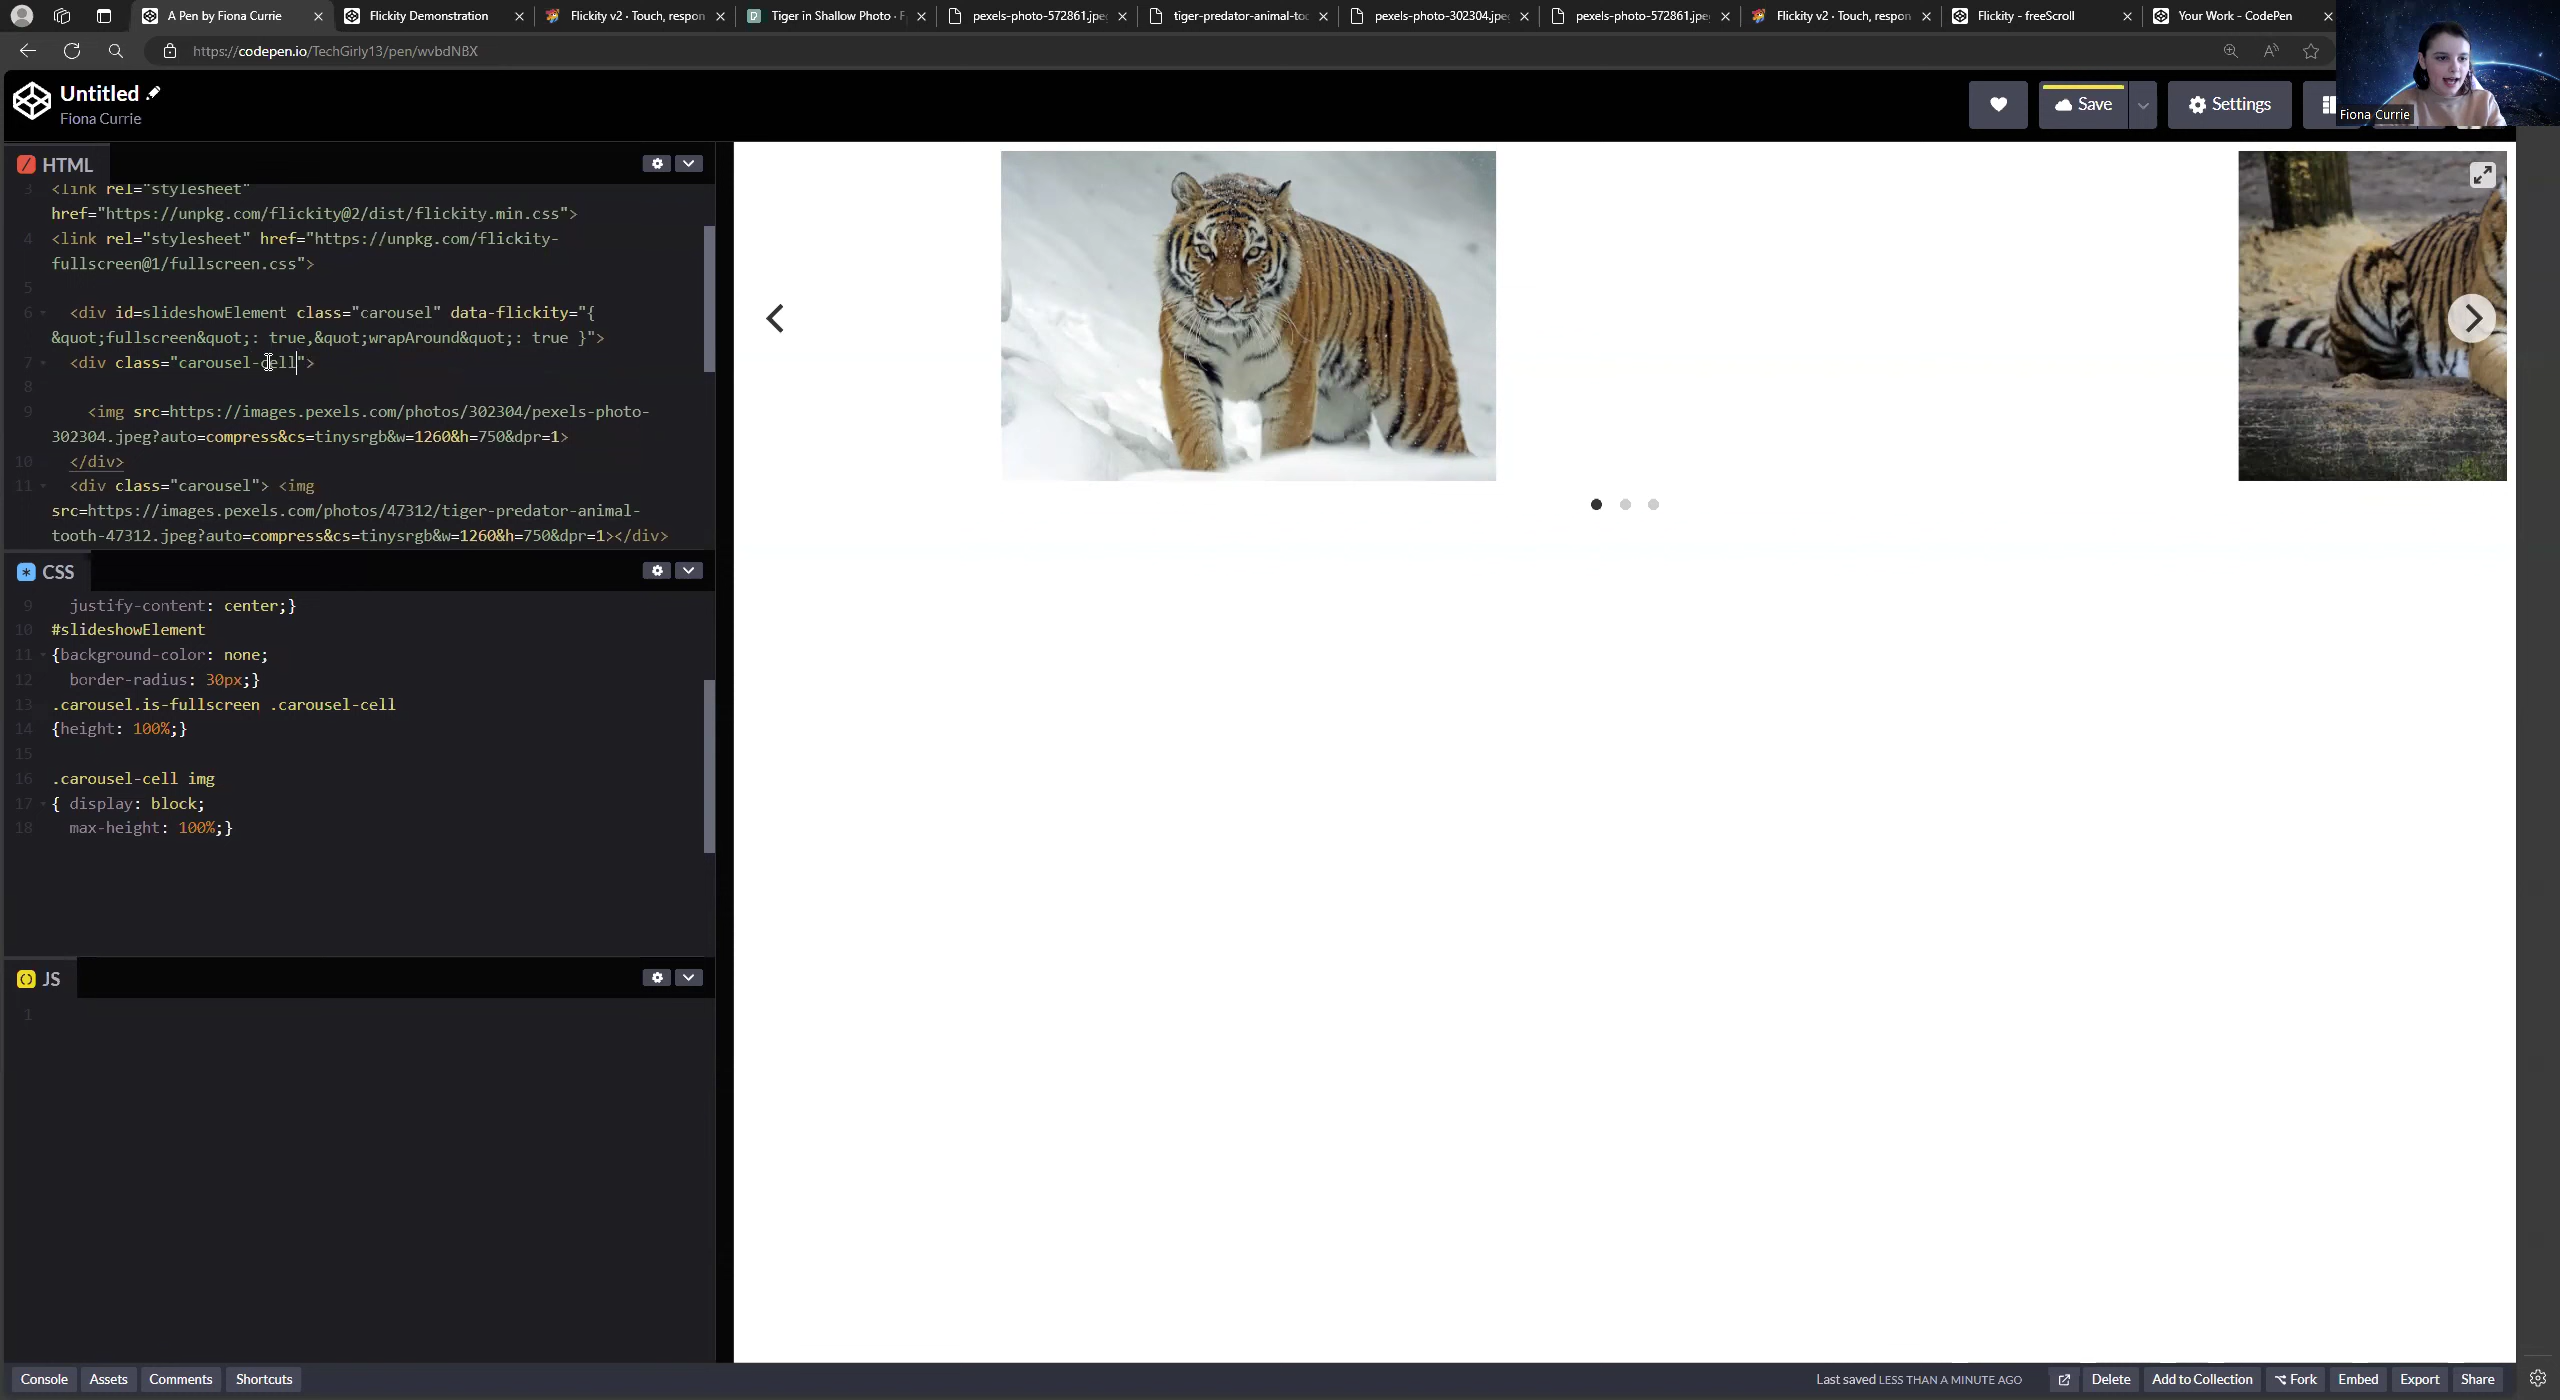 A Pen by Fiona Currie
Flickity Demonstration
Flickity v2 · Touch, respon
Tiger in Shallow Photo · F
pexels-photo-572861.jpe
tiger-predator-animal-to
pexels-photo-302304.jpe
pexels-photo-572861.jpe
Flickity v2 · Touch, respon
Flickity - freeScroll
Your Work - CodePen
https://codepen.io/TechGirly13/pen/wvbdNBX
Untitled
Fiona Currie
Save
Settings
Fiona Currie
HTML
3 <link rel="stylesheet"
href="https://unpkg.com/flickity@2/dist/flickity.min.css">
4 <link rel="stylesheet" href="https://unpkg.com/flickity-
fullscreen@1/fullscreen.css">
5
6 <div id=slideshowElement class="carousel" data-flickity="{
&quot;fullscreen&quot;: true,&quot;wrapAround&quot;: true }">
7 <div class="carousel-cell">
8
9 <img src=https://images.pexels.com/photos/302304/pexels-photo-
302304.jpeg?auto=compress&cs=tinysrgb&w=1260&h=750&dpr=1>
10 </div>
11 <div class="carousel"> <img
src=https://images.pexels.com/photos/47312/tiger-predator-animal-
tooth-47312.jpeg?auto=compress&cs=tinysrgb&w=1260&h=750&dpr=1></div>
CSS
9 justify-content: center;}
10 #slideshowElement
11 {background-color: none;
12 border-radius: 30px;}
13 .carousel.is-fullscreen .carousel-cell
14 {height: 100%;}
15
16 .carousel-cell img
17 { display: block;
18 max-height: 100%;}
JS
1
Console
Assets
Comments
Shortcuts
Last saved LESS THAN A MINUTE AGO
Delete
Add to Collection
Fork
Embed
Export
Share